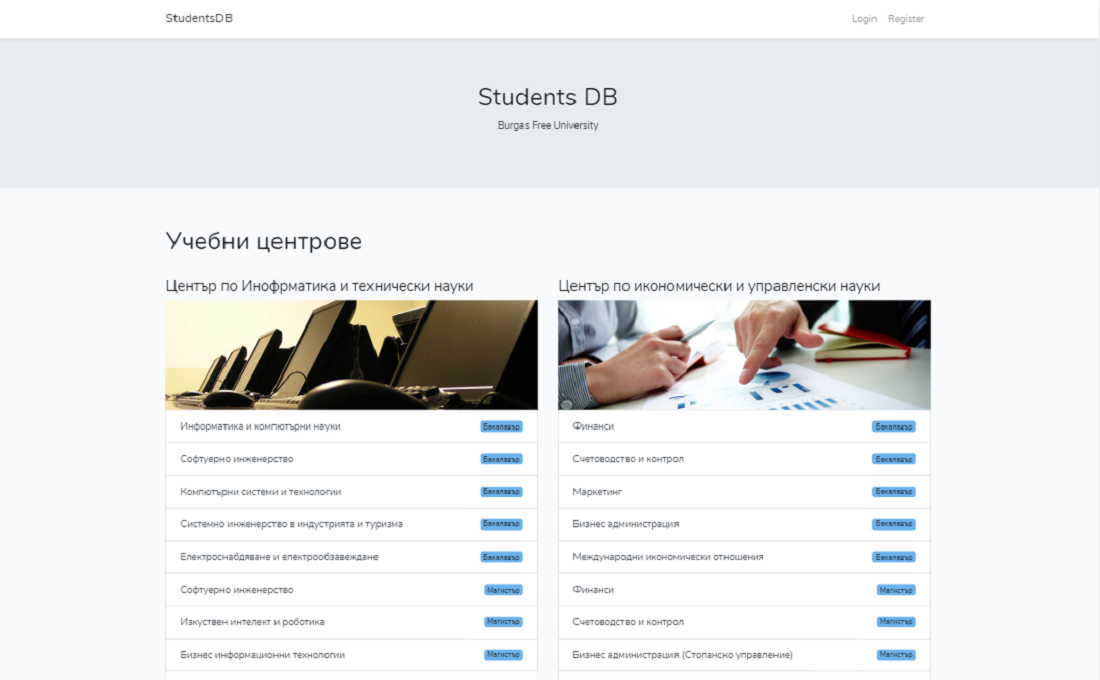 StudentsDB
Login Register
Students DB
Burgas Free University
Учебни центрове
Център по Инофрматика и технически науки
Информатика и компютърни науки Бакалавър
Софтуерно инженерство Бакалавър
Компютърни системи и технологии Бакалавър
Системно инженерство в индустрията и туризма Бакалавър
Електроснабдяване и електрообзавеждане Бакалавър
Софтуерно инженерство Магистър
Изкуствен интелект и роботика Магистър
Бизнес информационни технологии Магистър
Център по икономически и управленски науки
Финанси Бакалавър
Счетоводство и контрол Бакалавър
Маркетинг Бакалавър
Бизнес администрация Бакалавър
Международни икономически отношения Бакалавър
Финанси Магистър
Счетоводство и контрол Магистър
Бизнес администрация (Стопанско управление) Магистър